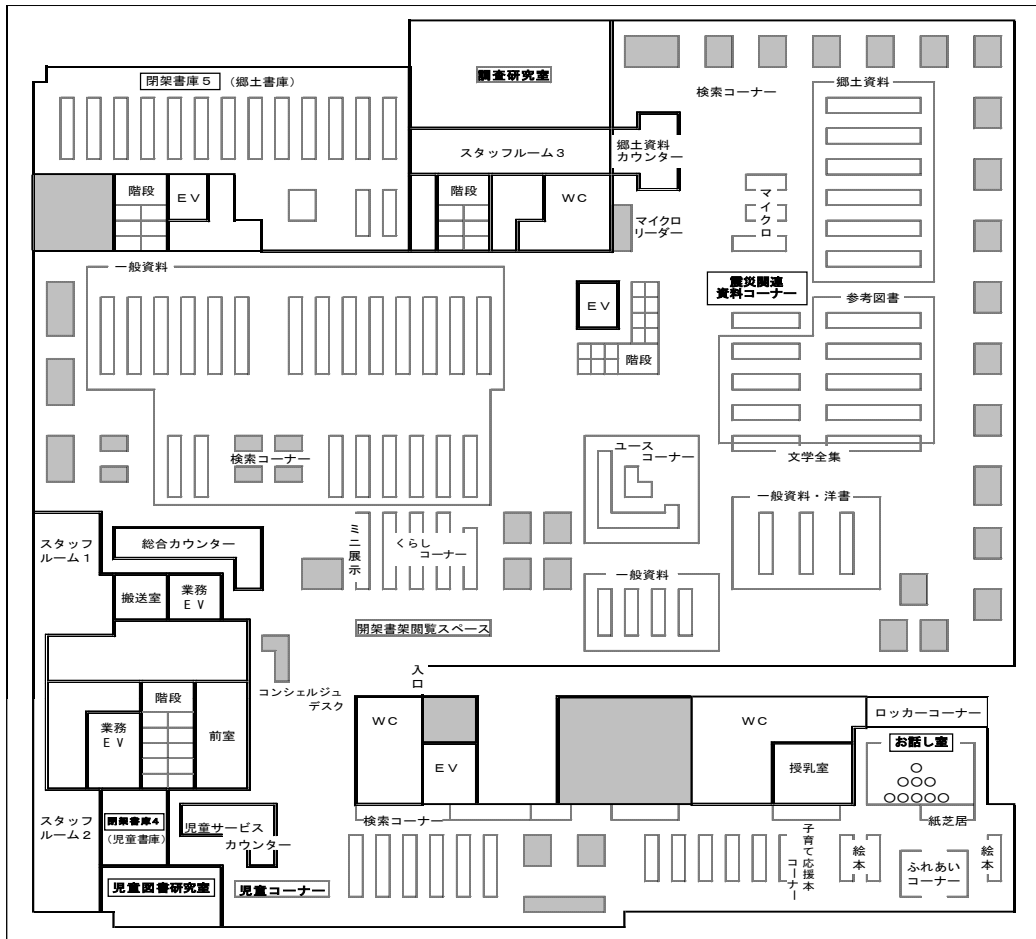 調査研究室
閉架書庫5 (郷土書庫)
検索コーナー
郷土資料
スタッフルーム3
郷土資料
カウンター
階段
EV
階段
WC
マイクロ
リーダー
マイクロ
一般資料
震災関連
資料コーナー
参考図書
EV
階段
検索コーナー
ユース
コーナー
文学全集
一般資料・洋書
スタッフ
ルーム1
総合カウンター
ミニ展示
くらし
コーナー
搬送室
業務
EV
一般資料
開架書架閲覧スペース
コンシェルジュ
デスク
入口
階段
業務
EV
前室
WC
EV
WC
授乳室
ロッカーコーナー
お話し室
紙芝居
スタッフ
ルーム2
閉架書庫4
(児童書庫)
児童サービス
カウンター
検索コーナー
子育て応援本
コーナー
絵本
ふれあい
コーナー
絵本
児童図書研究室
児童コーナー